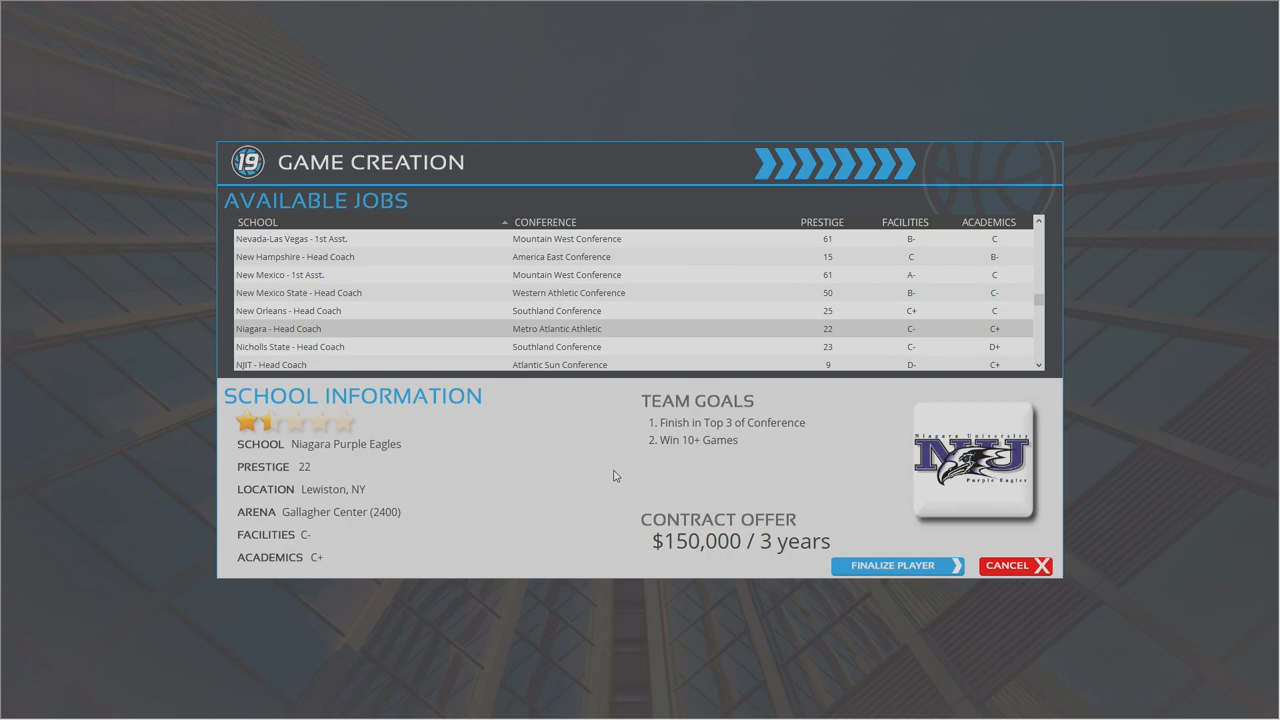 19 GAME CREATION
AVAILABLE JOBS
SCHOOL CONFERENCE PRESTIGE FACILITIES ACADEMICS
Nevada-Las Vegas - 1st Asst. Mountain West Conference 61 B- C
New Hampshire - Head Coach America East Conference 15 C B-
New Mexico - 1st Asst. Mountain West Conference 61 A- C
New Mexico State - Head Coach Western Athletic Conference 50 B- C-
New Orleans - Head Coach Southland Conference 25 C+ C
Niagara - Head Coach Metro Atlantic Athletic 22 C- C+
Nicholls State - Head Coach Southland Conference 23 C- D+
NJIT - Head Coach Atlantic Sun Conference 9 D- C+
SCHOOL INFORMATION
SCHOOL Niagara Purple Eagles
PRESTIGE 22
LOCATION Lewiston, NY
ARENA Gallagher Center (2400)
FACILITIES C-
ACADEMICS C+
TEAM GOALS
1. Finish in Top 3 of Conference
2. Win 10+ Games
CONTRACT OFFER
$150,000 / 3 years
Niagara University
NU
Purple Eagles
FINALIZE PLAYER
CANCEL X